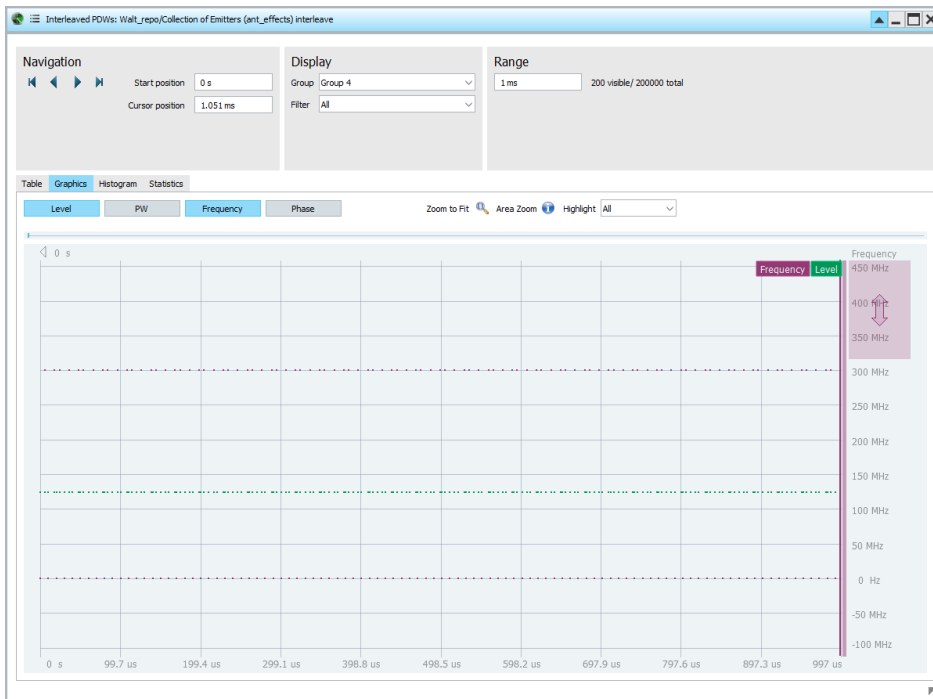 Interleaved PDWs: Walt_repo/Collection of Emitters (ant_effects) interleave
Navigation
Start position 0 s
Cursor position 1.051 ms
Display
Group Group 4
Filter All
Range
1 ms 200 visible/ 200000 total
Table Graphics Histogram Statistics
Level PW Frequency Phase Zoom to Fit Area Zoom Highlight All
0 s
Frequency
Frequency Level
450 MHz
400 MHz
350 MHz
300 MHz
250 MHz
200 MHz
150 MHz
100 MHz
50 MHz
0 Hz
-50 MHz
-100 MHz
0 s 99.7 us 199.4 us 299.1 us 398.8 us 498.5 us 598.2 us 697.9 us 797.6 us 897.3 us 997 us